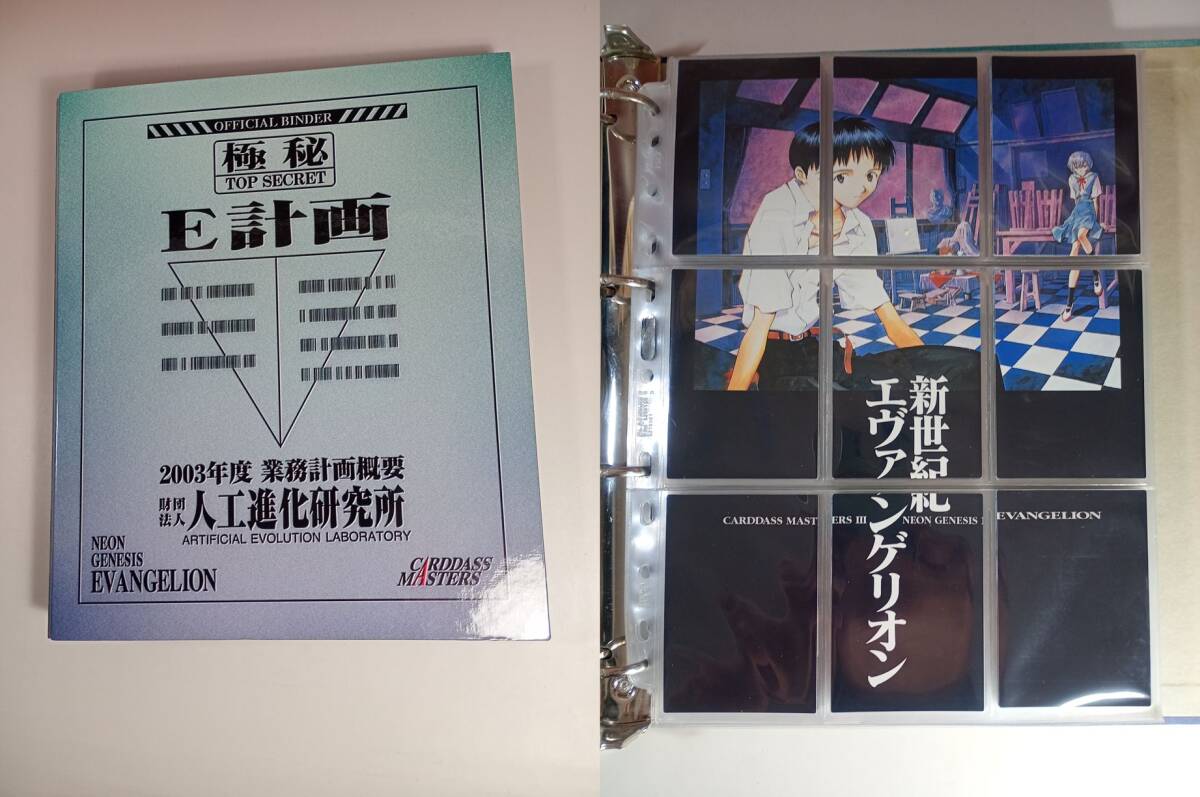 OFFICIAL BINDER
極秘
TOP SECRET
E計画
2003年度 業務計画概要
財団法人 人工進化研究所
ARTIFICIAL EVOLUTION LABORATORY
NEON
GENESIS
EVANGELION
CARDDASS
MASTERS
新世紀
エヴァンゲリオン
CARDDASS MASTERS III NEON GENESIS EVANGELION